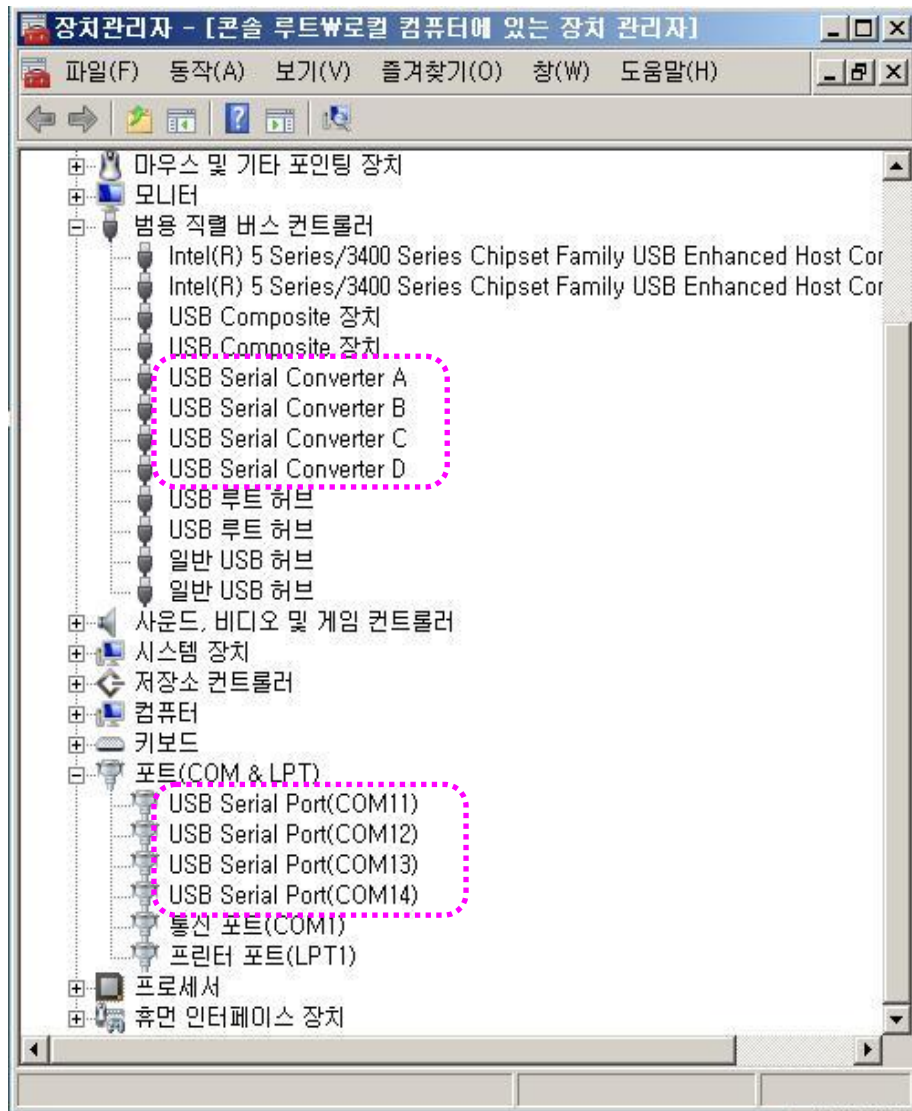 장치관리자 - [콘솔 루트₩로컬 컴퓨터에 있는 장치 관리자]
파일(F) 동작(A) 보기(V) 즐겨찾기(O) 창(W) 도움말(H)
마우스 및 기타 포인팅 장치
모니터
범용 직렬 버스 컨트롤러
Intel(R) 5 Series/3400 Series Chipset Family USB Enhanced Host Cor
Intel(R) 5 Series/3400 Series Chipset Family USB Enhanced Host Cor
USB Composite 장치
USB Composite 장치
USB Serial Converter A
USB Serial Converter B
USB Serial Converter C
USB Serial Converter D
USB 루트 허브
USB 루트 허브
일반 USB 허브
일반 USB 허브
사운드, 비디오 및 게임 컨트롤러
시스템 장치
저장소 컨트롤러
컴퓨터
키보드
포트(COM & LPT)
USB Serial Port(COM11)
USB Serial Port(COM12)
USB Serial Port(COM13)
USB Serial Port(COM14)
통신 포트(COM1)
프린터 포트(LPT1)
프로세서
휴먼 인터페이스 장치